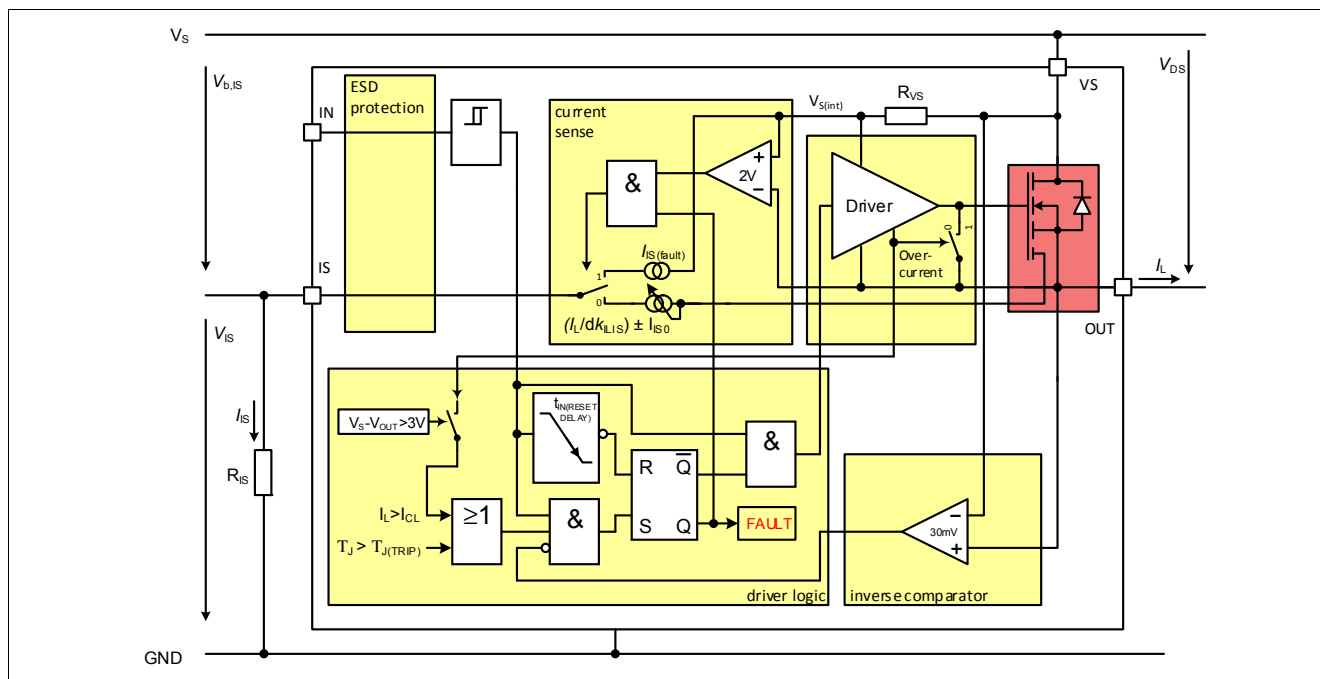 VS
Vb,IS
ESD
protection
IN
current
sense
VS(int)
RVS
VS
VDS
&
+
2V
−
Driver
0
1
Over-
current
IS(fault)
1
0
(IL/dkILIS) ± IIS0
IS
IL
OUT
VIS
IIS
RIS
VS-VOUT>3V
tIN(RESET
DELAY)
R
Q
S
Q
&
IL>ICL
≥1
&
FAULT
TJ > TJ(TRIP)
−
30mV
+
driver logic
inverse comparator
GND